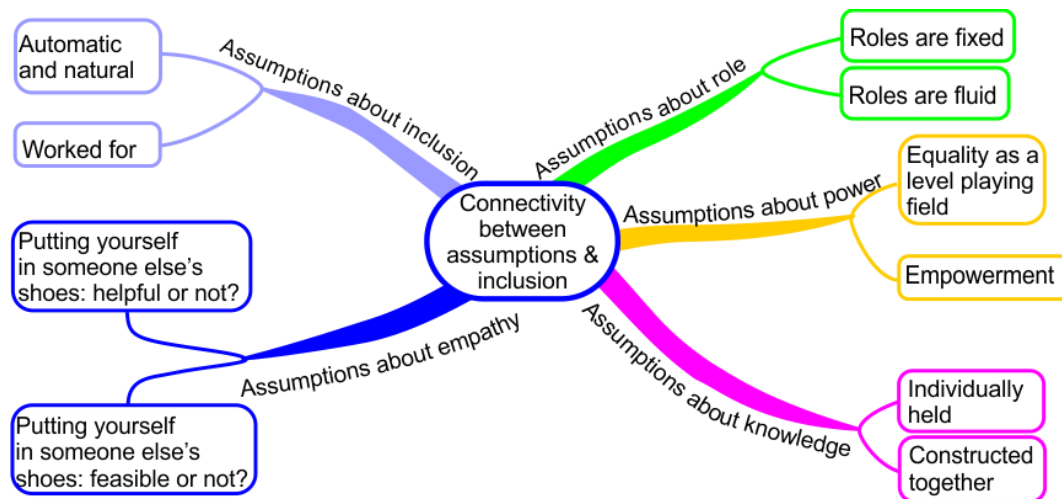 Automatic
and natural
Worked for
Assumptions about inclusion
Putting yourself
in someone else’s
shoes: helpful or not?
Putting yourself
in someone else’s
shoes: feasible or not?
Assumptions about empathy
Connectivity
between
assumptions &
inclusion
Assumptions about role
Roles are fixed
Roles are fluid
Assumptions about power
Equality as a
level playing
field
Empowerment
Assumptions about knowledge
Individually
held
Constructed
together